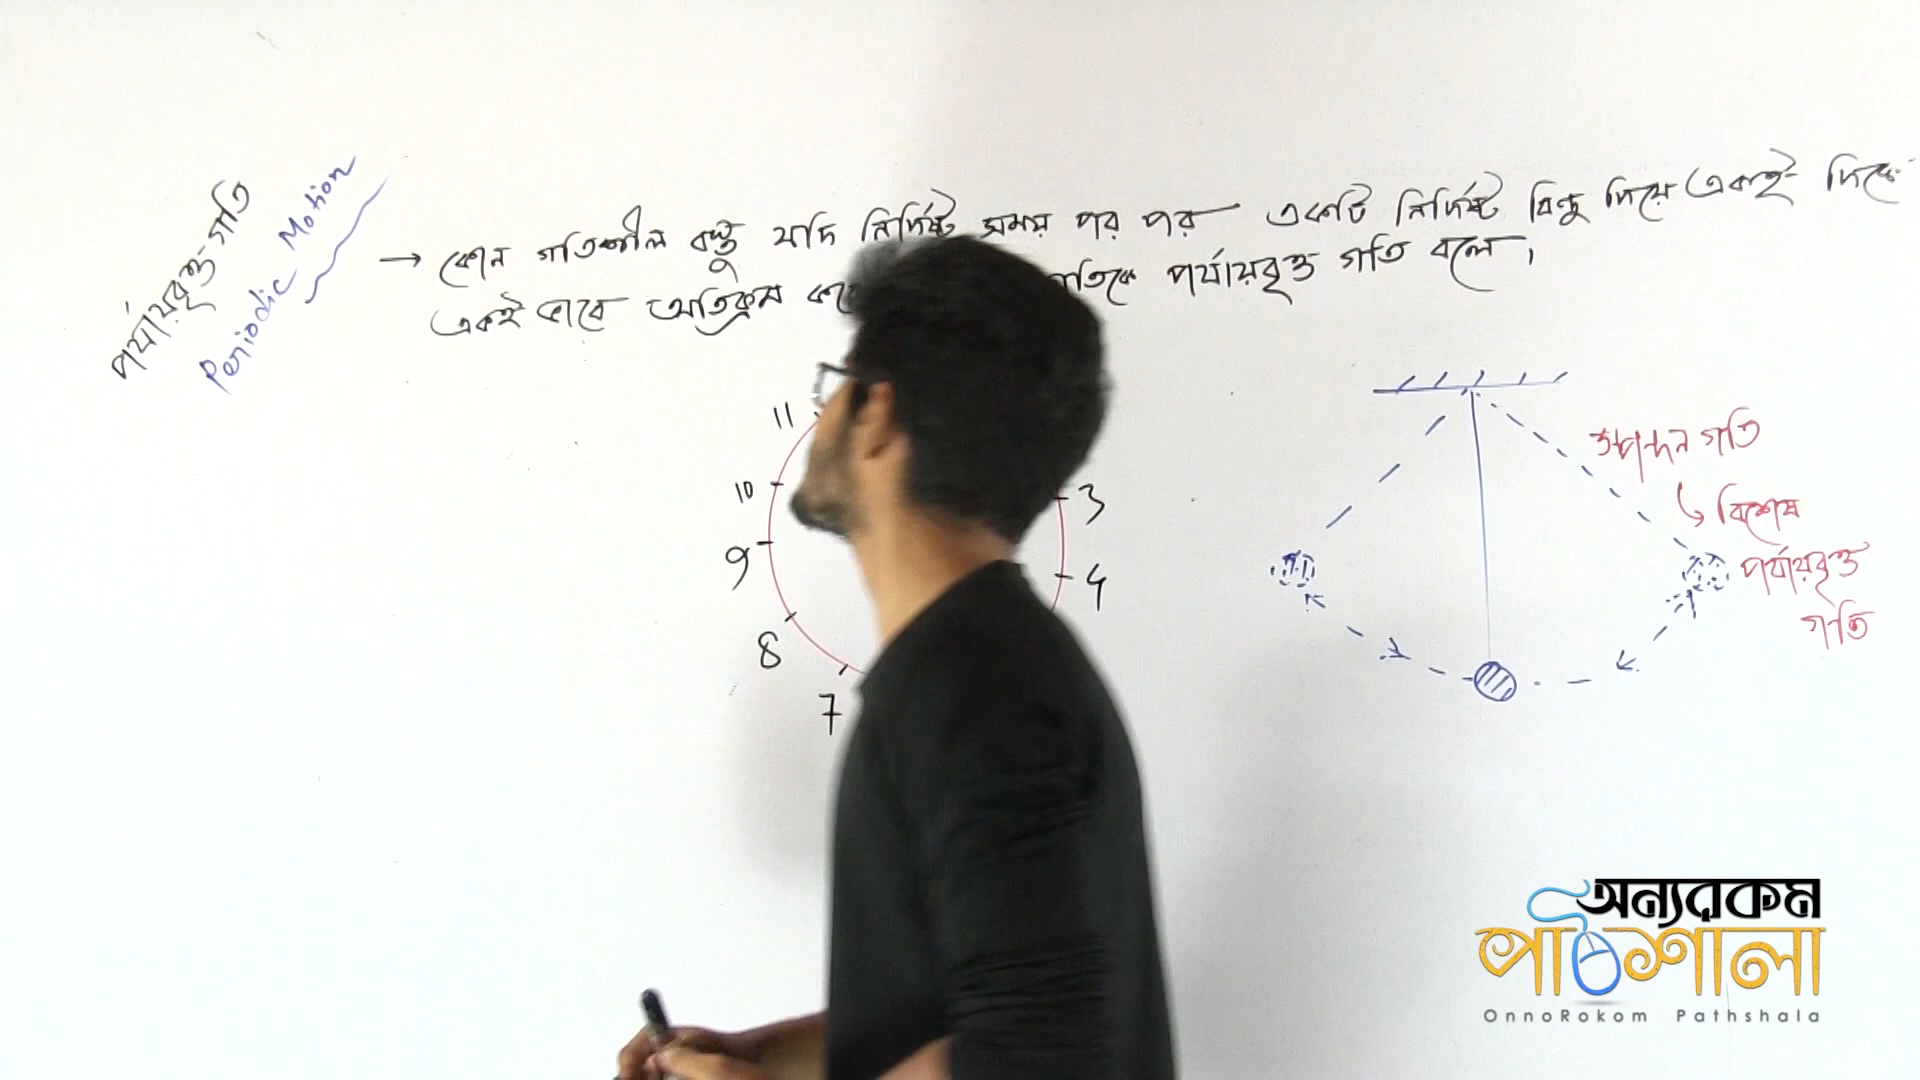 পর্যায়বৃত্ত গতি
Periodic Motion
→ কোন গতিশীল বস্তু যদি নির্দিষ্ট সময় পর পর একটি নির্দিষ্ট বিন্দু দিয়ে একই দিকে
একই ভাবে অতিক্রম করে গতিকে পর্যায়বৃত্ত গতি বলে।
11
10
9
8
7
3
4
স্পন্দন গতি
↳ বিশেষ
পর্যায়বৃত্ত
গতি
অন্যরকম
পাঠশালা
OnnoRokom Pathshala